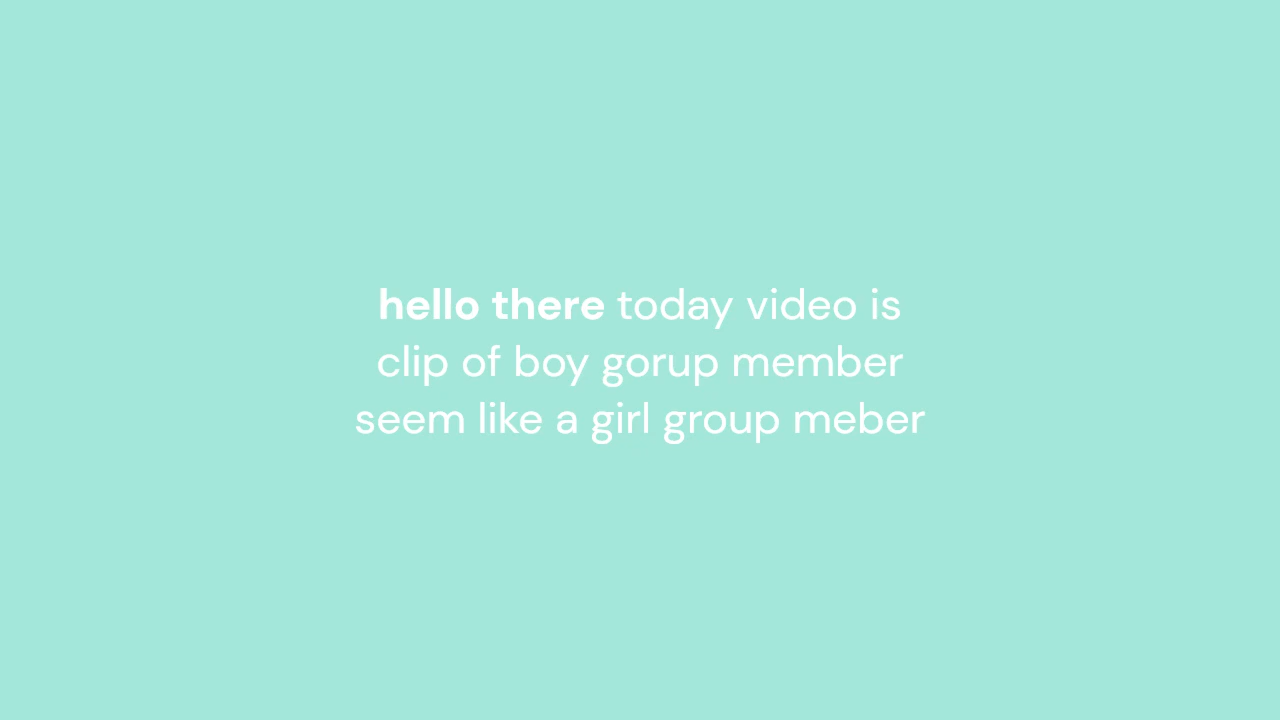 hello there today video is
clip of boy gorup member
seem like a girl group meber